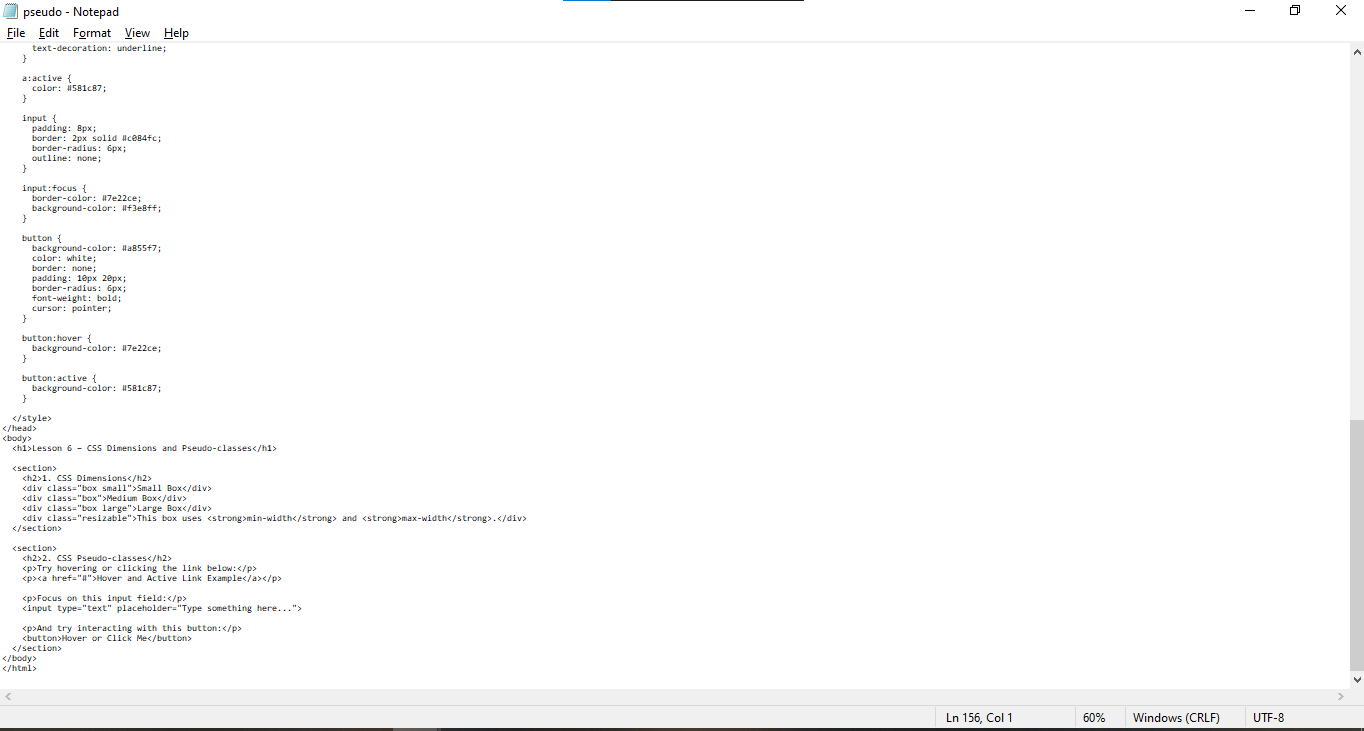 pseudo - Notepad
File Edit Format View Help
text-decoration: underline;
}
a:active {
color: #581c87;
}
input {
padding: 8px;
border: 2px solid #c084fc;
border-radius: 6px;
outline: none;
}
input:focus {
border-color: #7e22ce;
background-color: #f3e8ff;
}
button {
background-color: #a855f7;
color: white;
border: none;
padding: 10px 20px;
border-radius: 6px;
font-weight: bold;
cursor: pointer;
}
button:hover {
background-color: #7e22ce;
}
button:active {
background-color: #581c87;
}
</style>
</head>
<body>
<h1>Lesson 6 – CSS Dimensions and Pseudo-classes</h1>
<section>
<h2>1. CSS Dimensions</h2>
<div class="box small">Small Box</div>
<div class="box">Medium Box</div>
<div class="box large">Large Box</div>
<div class="resizable">This box uses <strong>min-width</strong> and <strong>max-width</strong>.</div>
</section>
<section>
<h2>2. CSS Pseudo-classes</h2>
<p>Try hovering or clicking the link below:</p>
<p><a href="#">Hover and Active Link Example</a></p>
<p>Focus on this input field:</p>
<input type="text" placeholder="Type something here...">
<p>And try interacting with this button:</p>
<button>Hover or Click Me</button>
</section>
</body>
</html>
Ln 156, Col 1 60% Windows (CRLF) UTF-8